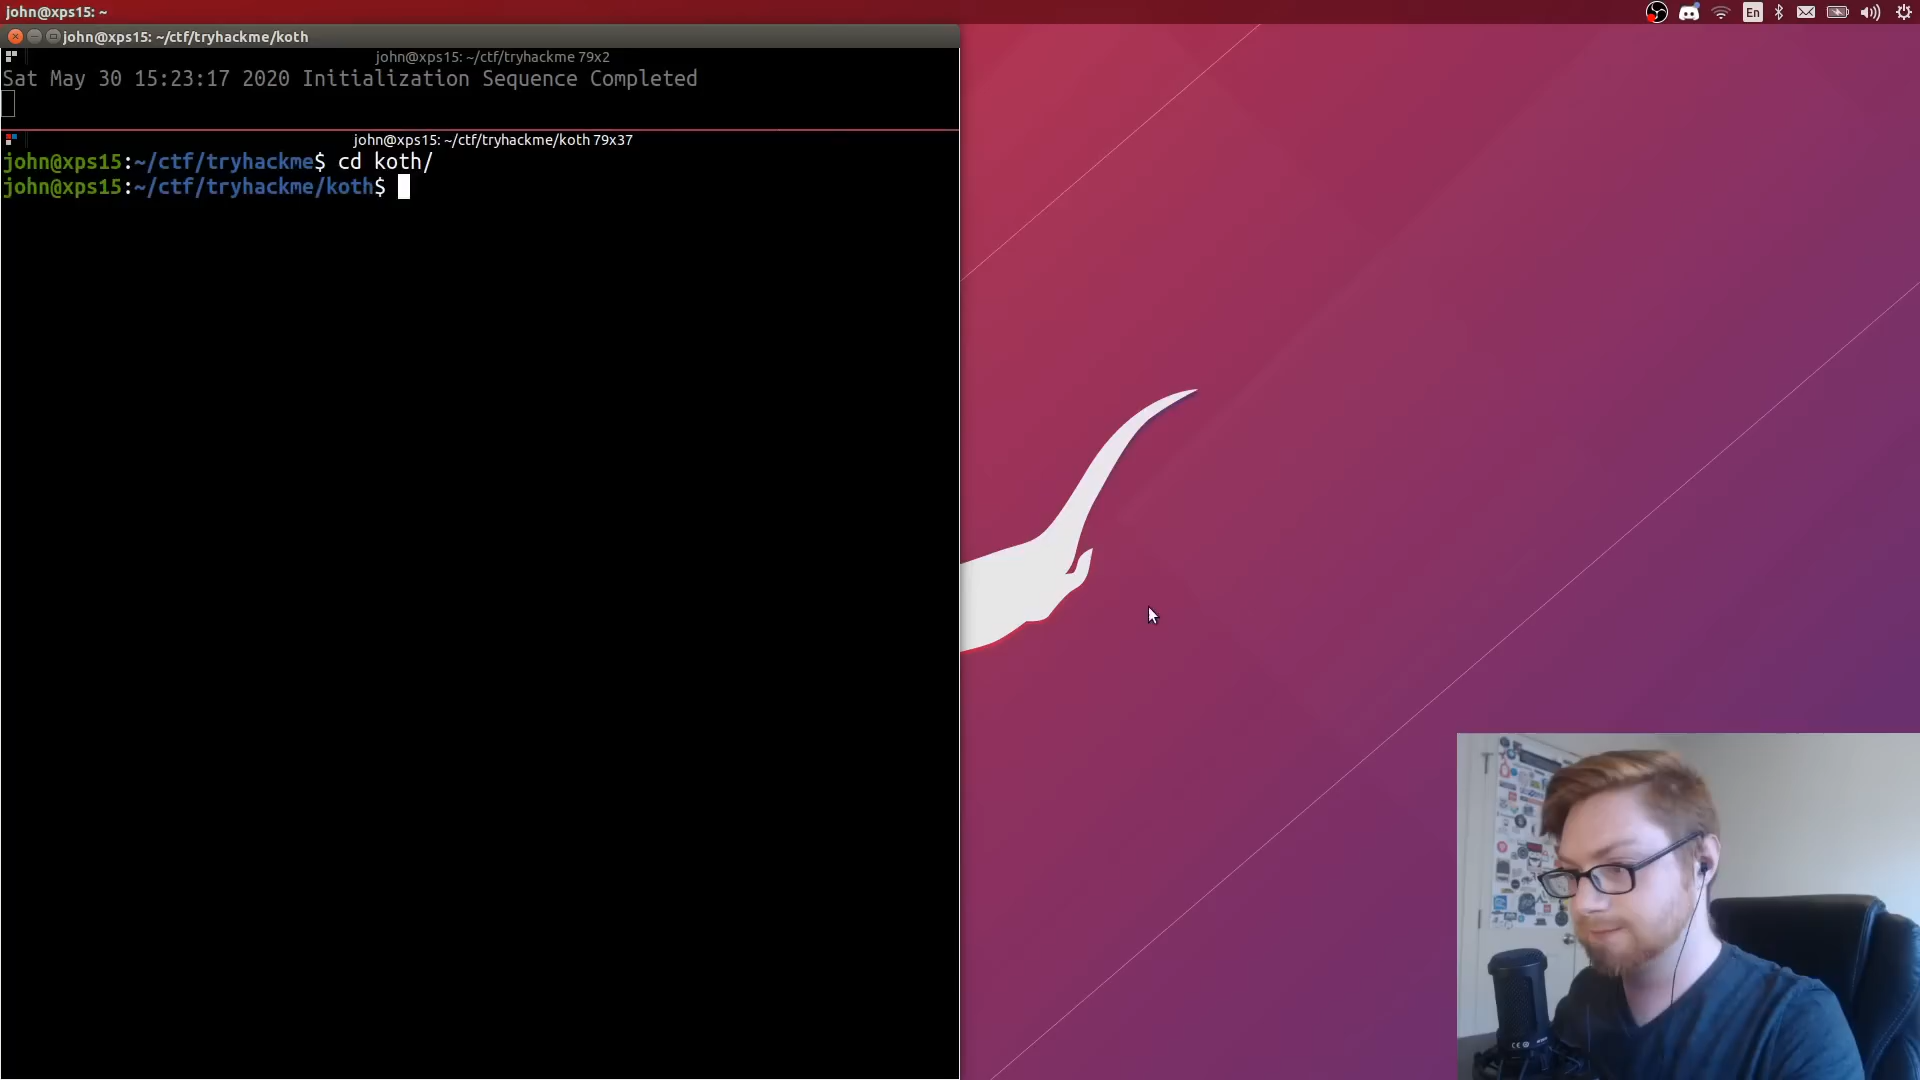 john@xps15: ~
En
john@xps15: ~/ctf/tryhackme/koth
john@xps15: ~/ctf/tryhackme 79x2
Sat May 30 15:23:17 2020 Initialization Sequence Completed
john@xps15: ~/ctf/tryhackme/koth 79x37
john@xps15:~/ctf/tryhackme$ cd koth/
john@xps15:~/ctf/tryhackme/koth$